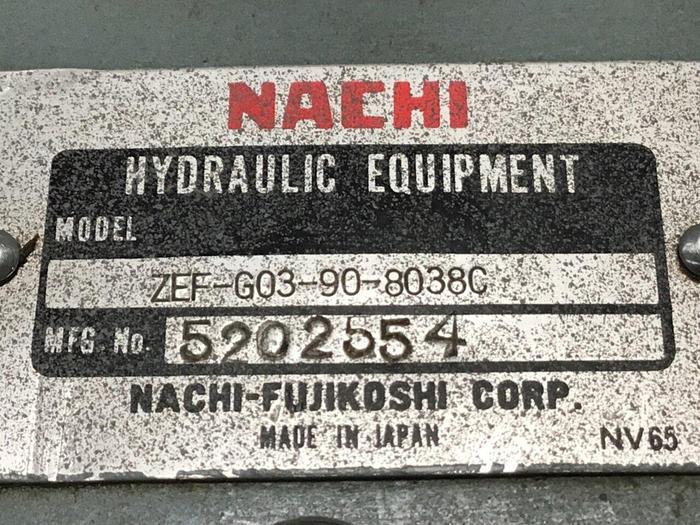 NACHI
HYDRAULIC EQUIPMENT
MODEL
ZEF-G03-90-8038C
MFG. No. 5202554
NACHI-FUJIKOSHI CORP.
MADE IN JAPAN
NV65